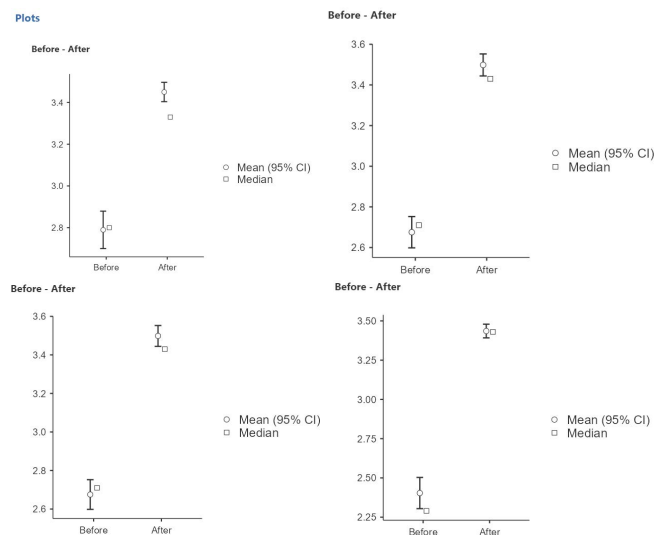 Plots
Before - After
3.4
3.2
3.0
2.8
Before After
Mean (95% CI)
Median
Before - After
3.6
3.4
3.2
3.0
2.8
2.6
Before After
Mean (95% CI)
Median
Before - After
3.6
3.4
3.2
3.0
2.8
2.6
Before After
Mean (95% CI)
Median
Before - After
3.50
3.25
3.00
2.75
2.50
2.25
Before After
Mean (95% CI)
Median